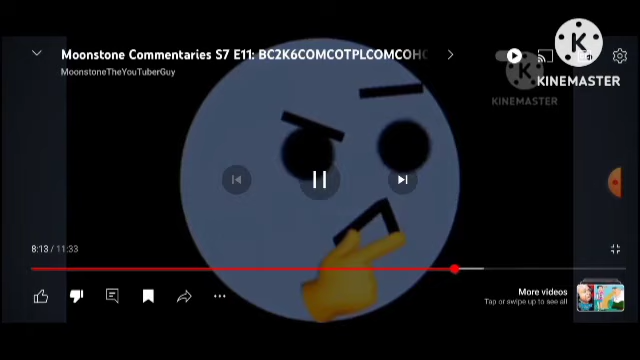 Moonstone Commentaries S7 E11: BC2K6COMCOTPLCOMCOHO
MoonstoneTheYouTuberGuy
K
KINEMASTER
K
KINEMASTER
8:13 / 11:33
More videos
Tap or swipe up to see all